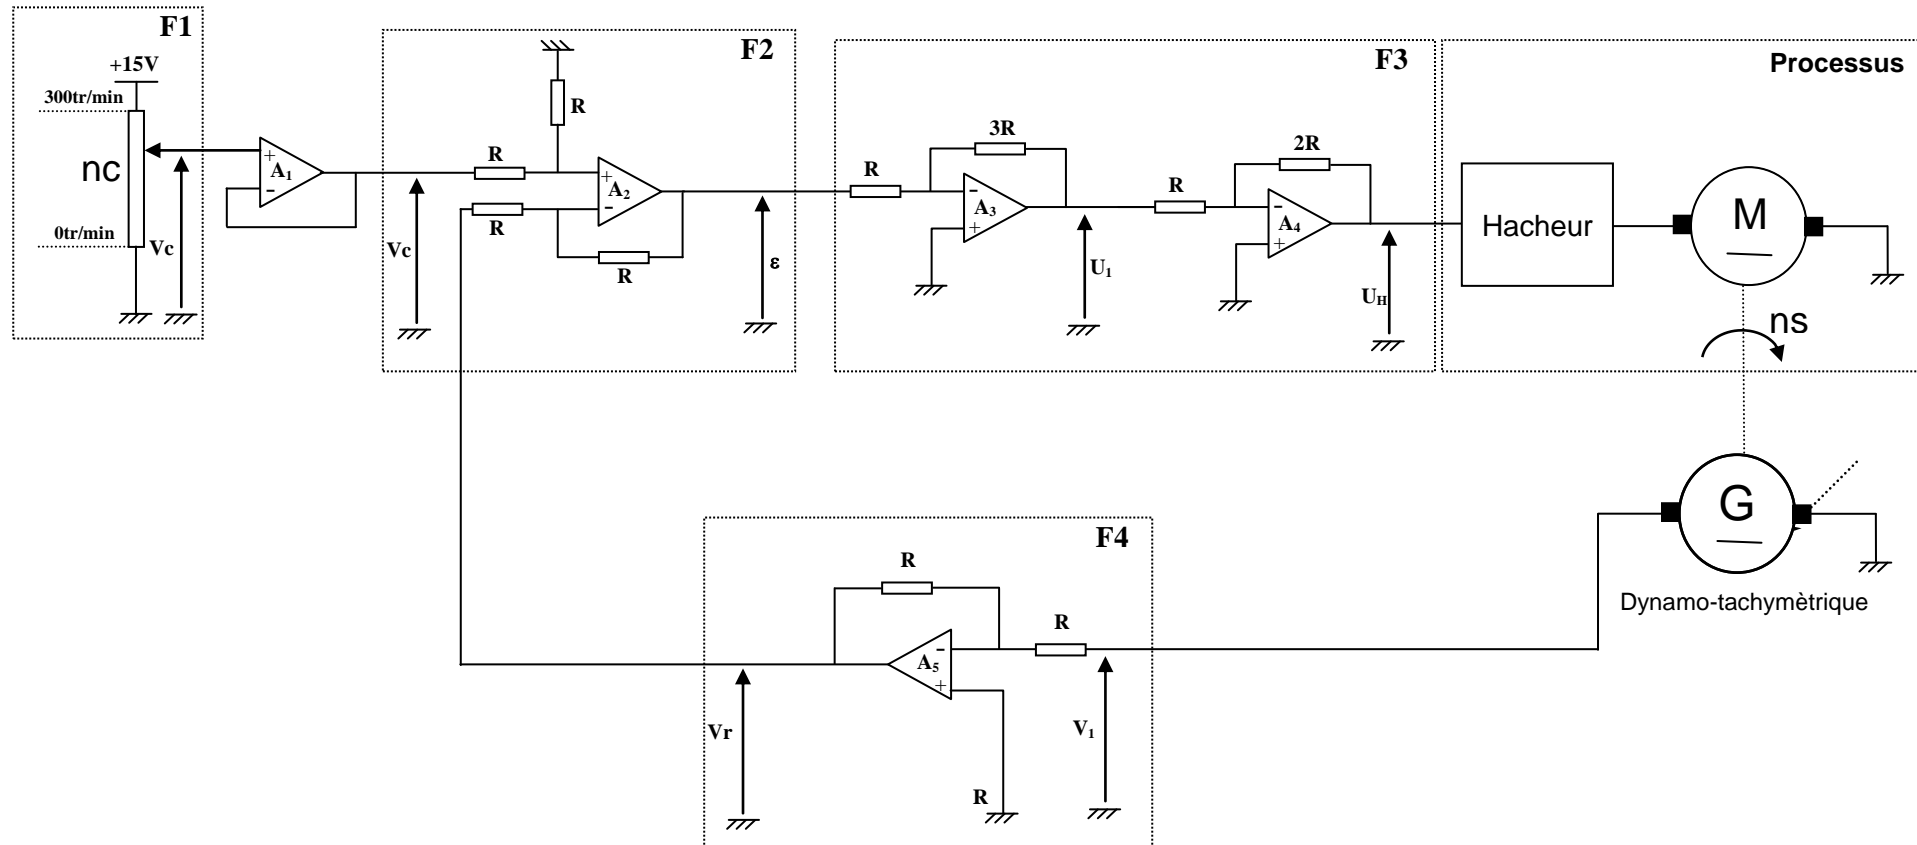 F1
+15V
300tr/min
nc
0tr/min
Vc
+
A1
-
F2
R
R
+
A2
-
R
R
Vc
ε
F3
3R
R
-
A3
+
U1
2R
R
-
A4
+
UH
Processus
Hacheur
M
ns
G
Dynamo-tachymètrique
F4
R
R
-
A5
+
R
Vr
V1